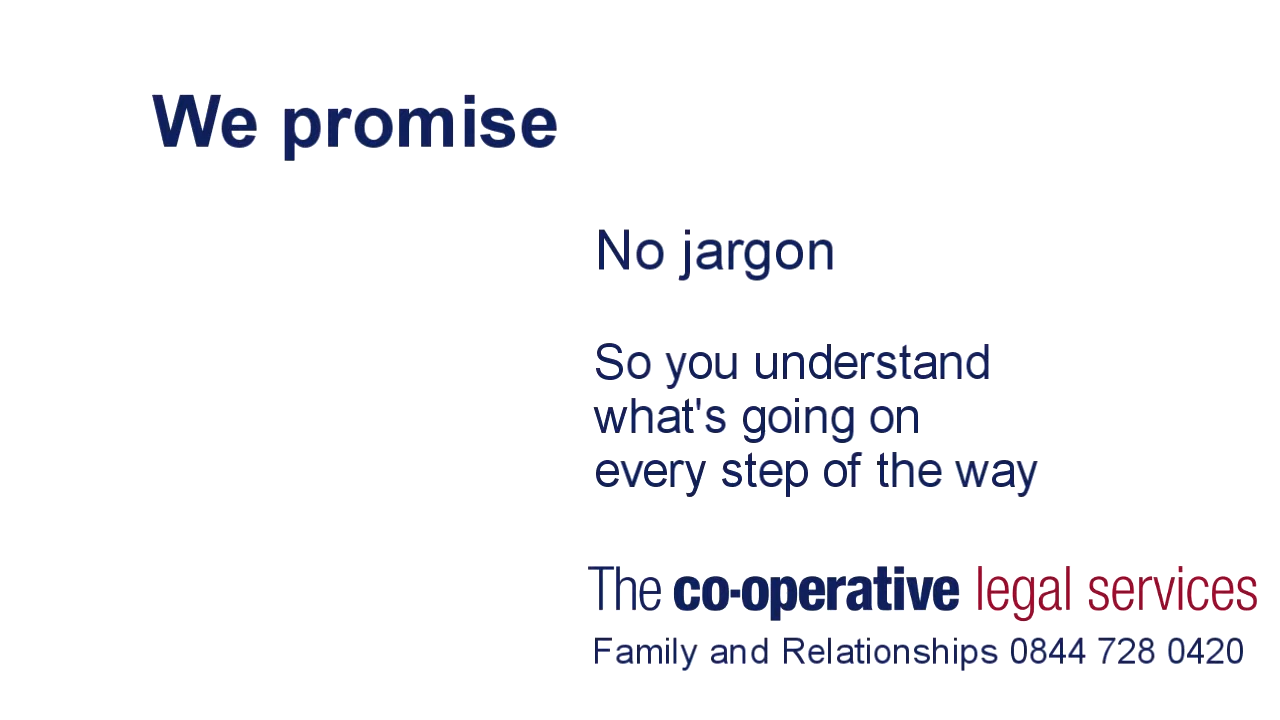 We promise
No jargon
So you understand
what's going on
every step of the way
The co-operative legal services
Family and Relationships 0844 728 0420